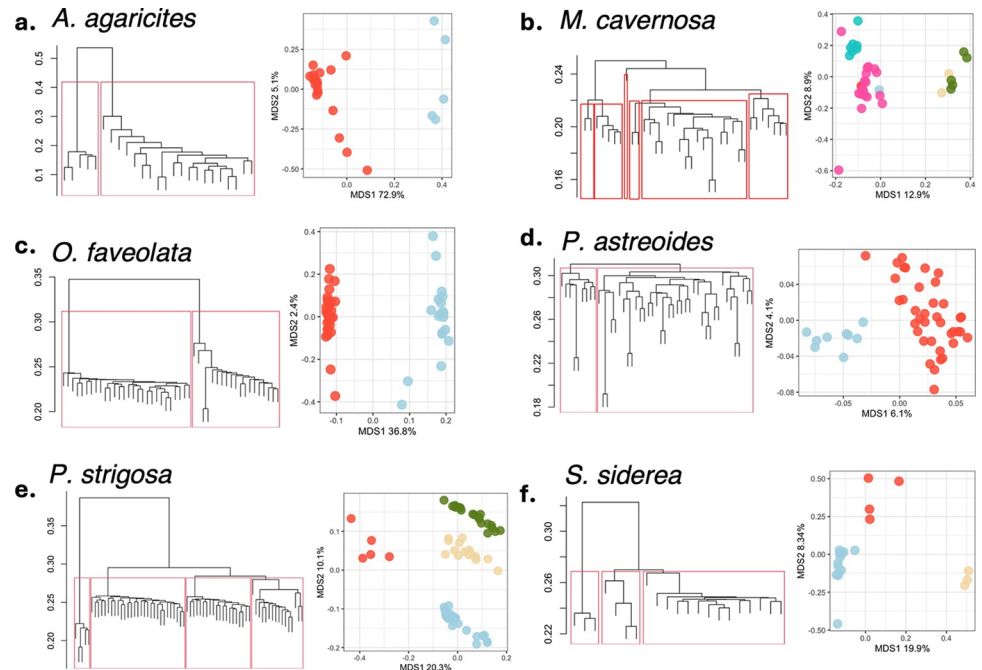 a. A. agaricites
0.5
0.4
0.3
0.2
0.1
MDS2 5.1%
0.25
0.00
-0.25
-0.50
0.0 0.2 0.4
MDS1 72.9%
b. M. cavernosa
0.24
0.20
0.16
MDS2 8.9%
0.4
0.2
0.0
-0.2
-0.4
-0.6
-0.2 0.0 0.2 0.4
MDS1 12.9%
c. O. faveolata
0.35
0.30
0.25
0.20
MDS2 2.4%
0.4
0.2
0.0
-0.2
-0.4
-0.1 0.0 0.1 0.2
MDS1 36.8%
d. P. astreoides
0.30
0.26
0.22
0.18
MDS2 4.1%
0.04
0.00
-0.04
-0.08
-0.05 0.00 0.05
MDS1 6.1%
e. P. strigosa
0.35
0.30
0.25
0.20
MDS2 10.1%
0.2
0.1
0.0
-0.1
-0.2
-0.4 -0.2 0.0 0.2
MDS1 20.3%
f. S. siderea
0.30
0.26
0.22
MDS2 8.34%
0.50
0.25
0.00
-0.25
-0.50
0.0 0.2 0.4
MDS1 19.9%